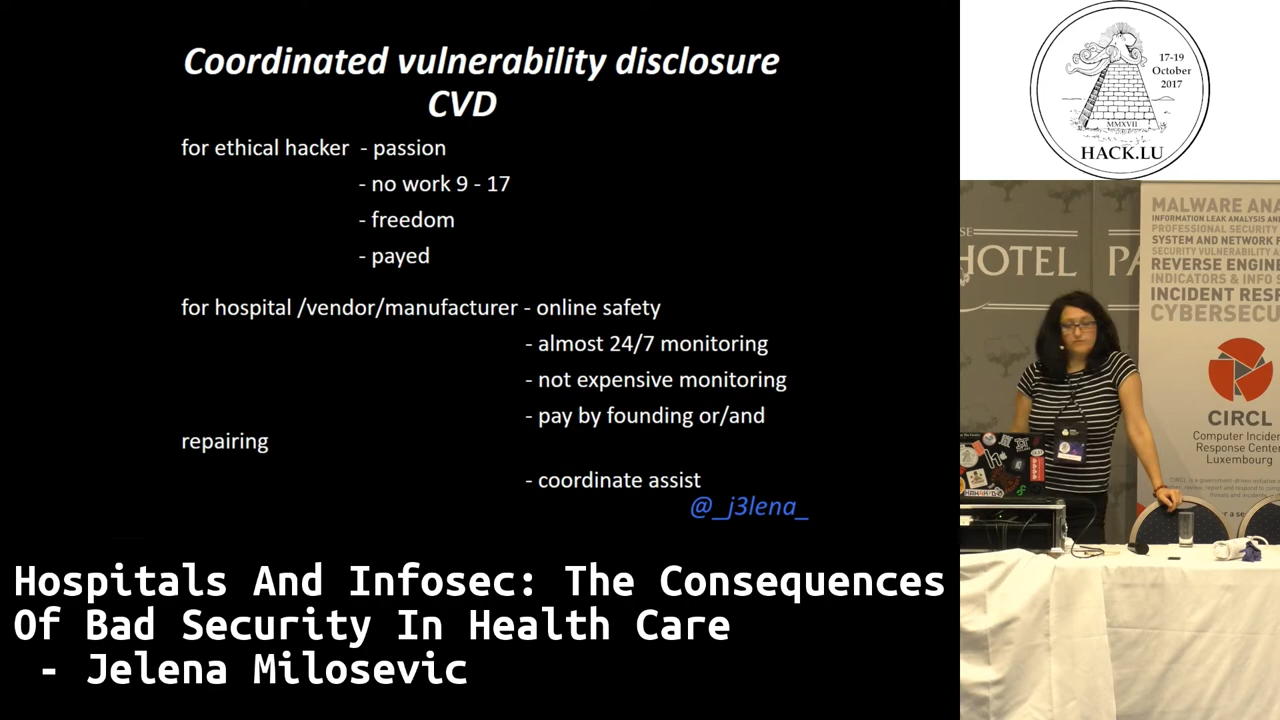 Coordinated vulnerability disclosure
CVD
for ethical hacker - passion
- no work 9 - 17
- freedom
- payed
for hospital /vendor/manufacturer - online safety
- almost 24/7 monitoring
- not expensive monitoring
- pay by founding or/and
repairing
- coordinate assist
@_j3lena_
Hospitals And Infosec: The Consequences
Of Bad Security In Health Care
- Jelena Milosevic
17-19
October
2017
MMXVII
HACK.LU
HOTEL
PA
MALWARE ANA
INFORMATION LEAK ANALYSIS AN
PROFESSIONAL SECURITY
SYSTEM AND NETWORK F
SECURITY VULNERABILITY A
REVERSE ENGINE
INDICATORS & INFO S
INCIDENT RES
CYBERSECU
CIRCL
Computer Incide
Response Cente
Luxembourg